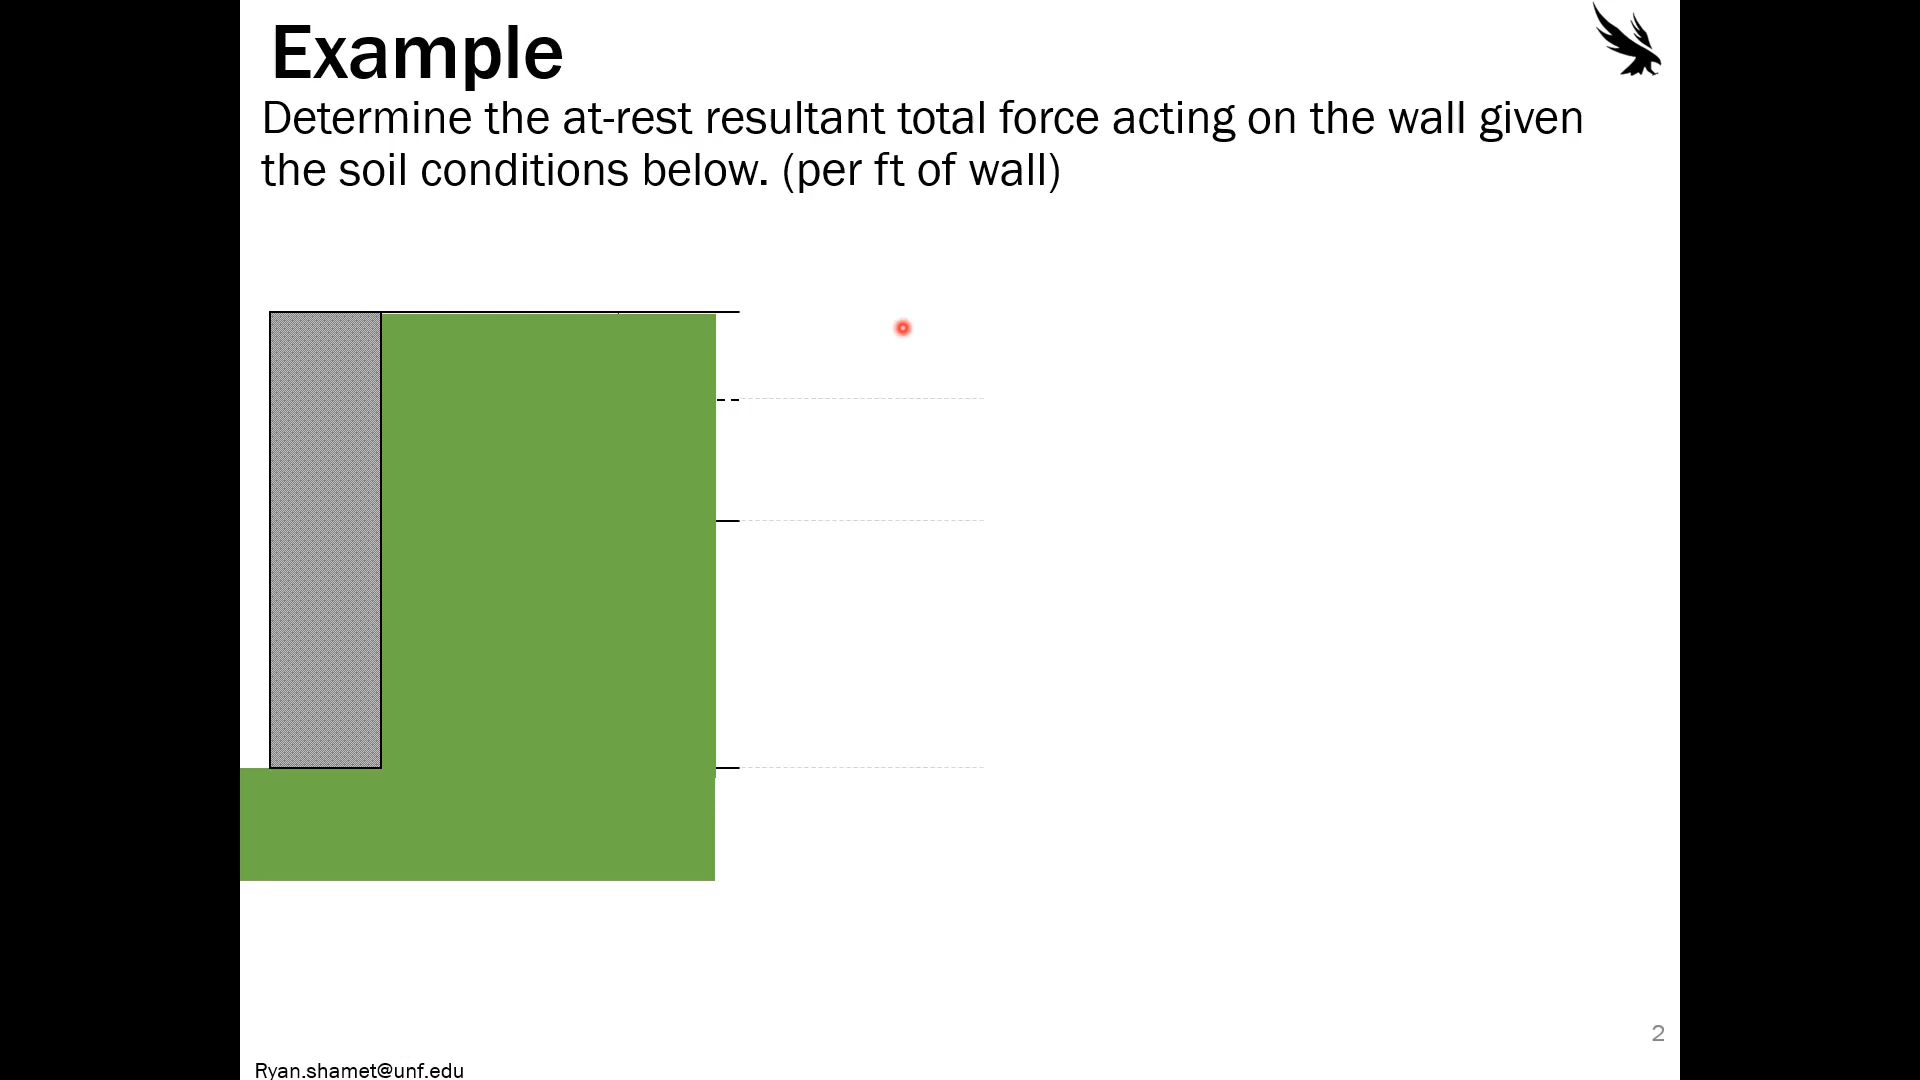 Example
Determine the at-rest resultant total force acting on the wall given
the soil conditions below. (per ft of wall)
2
Ryan.shamet@unf.edu